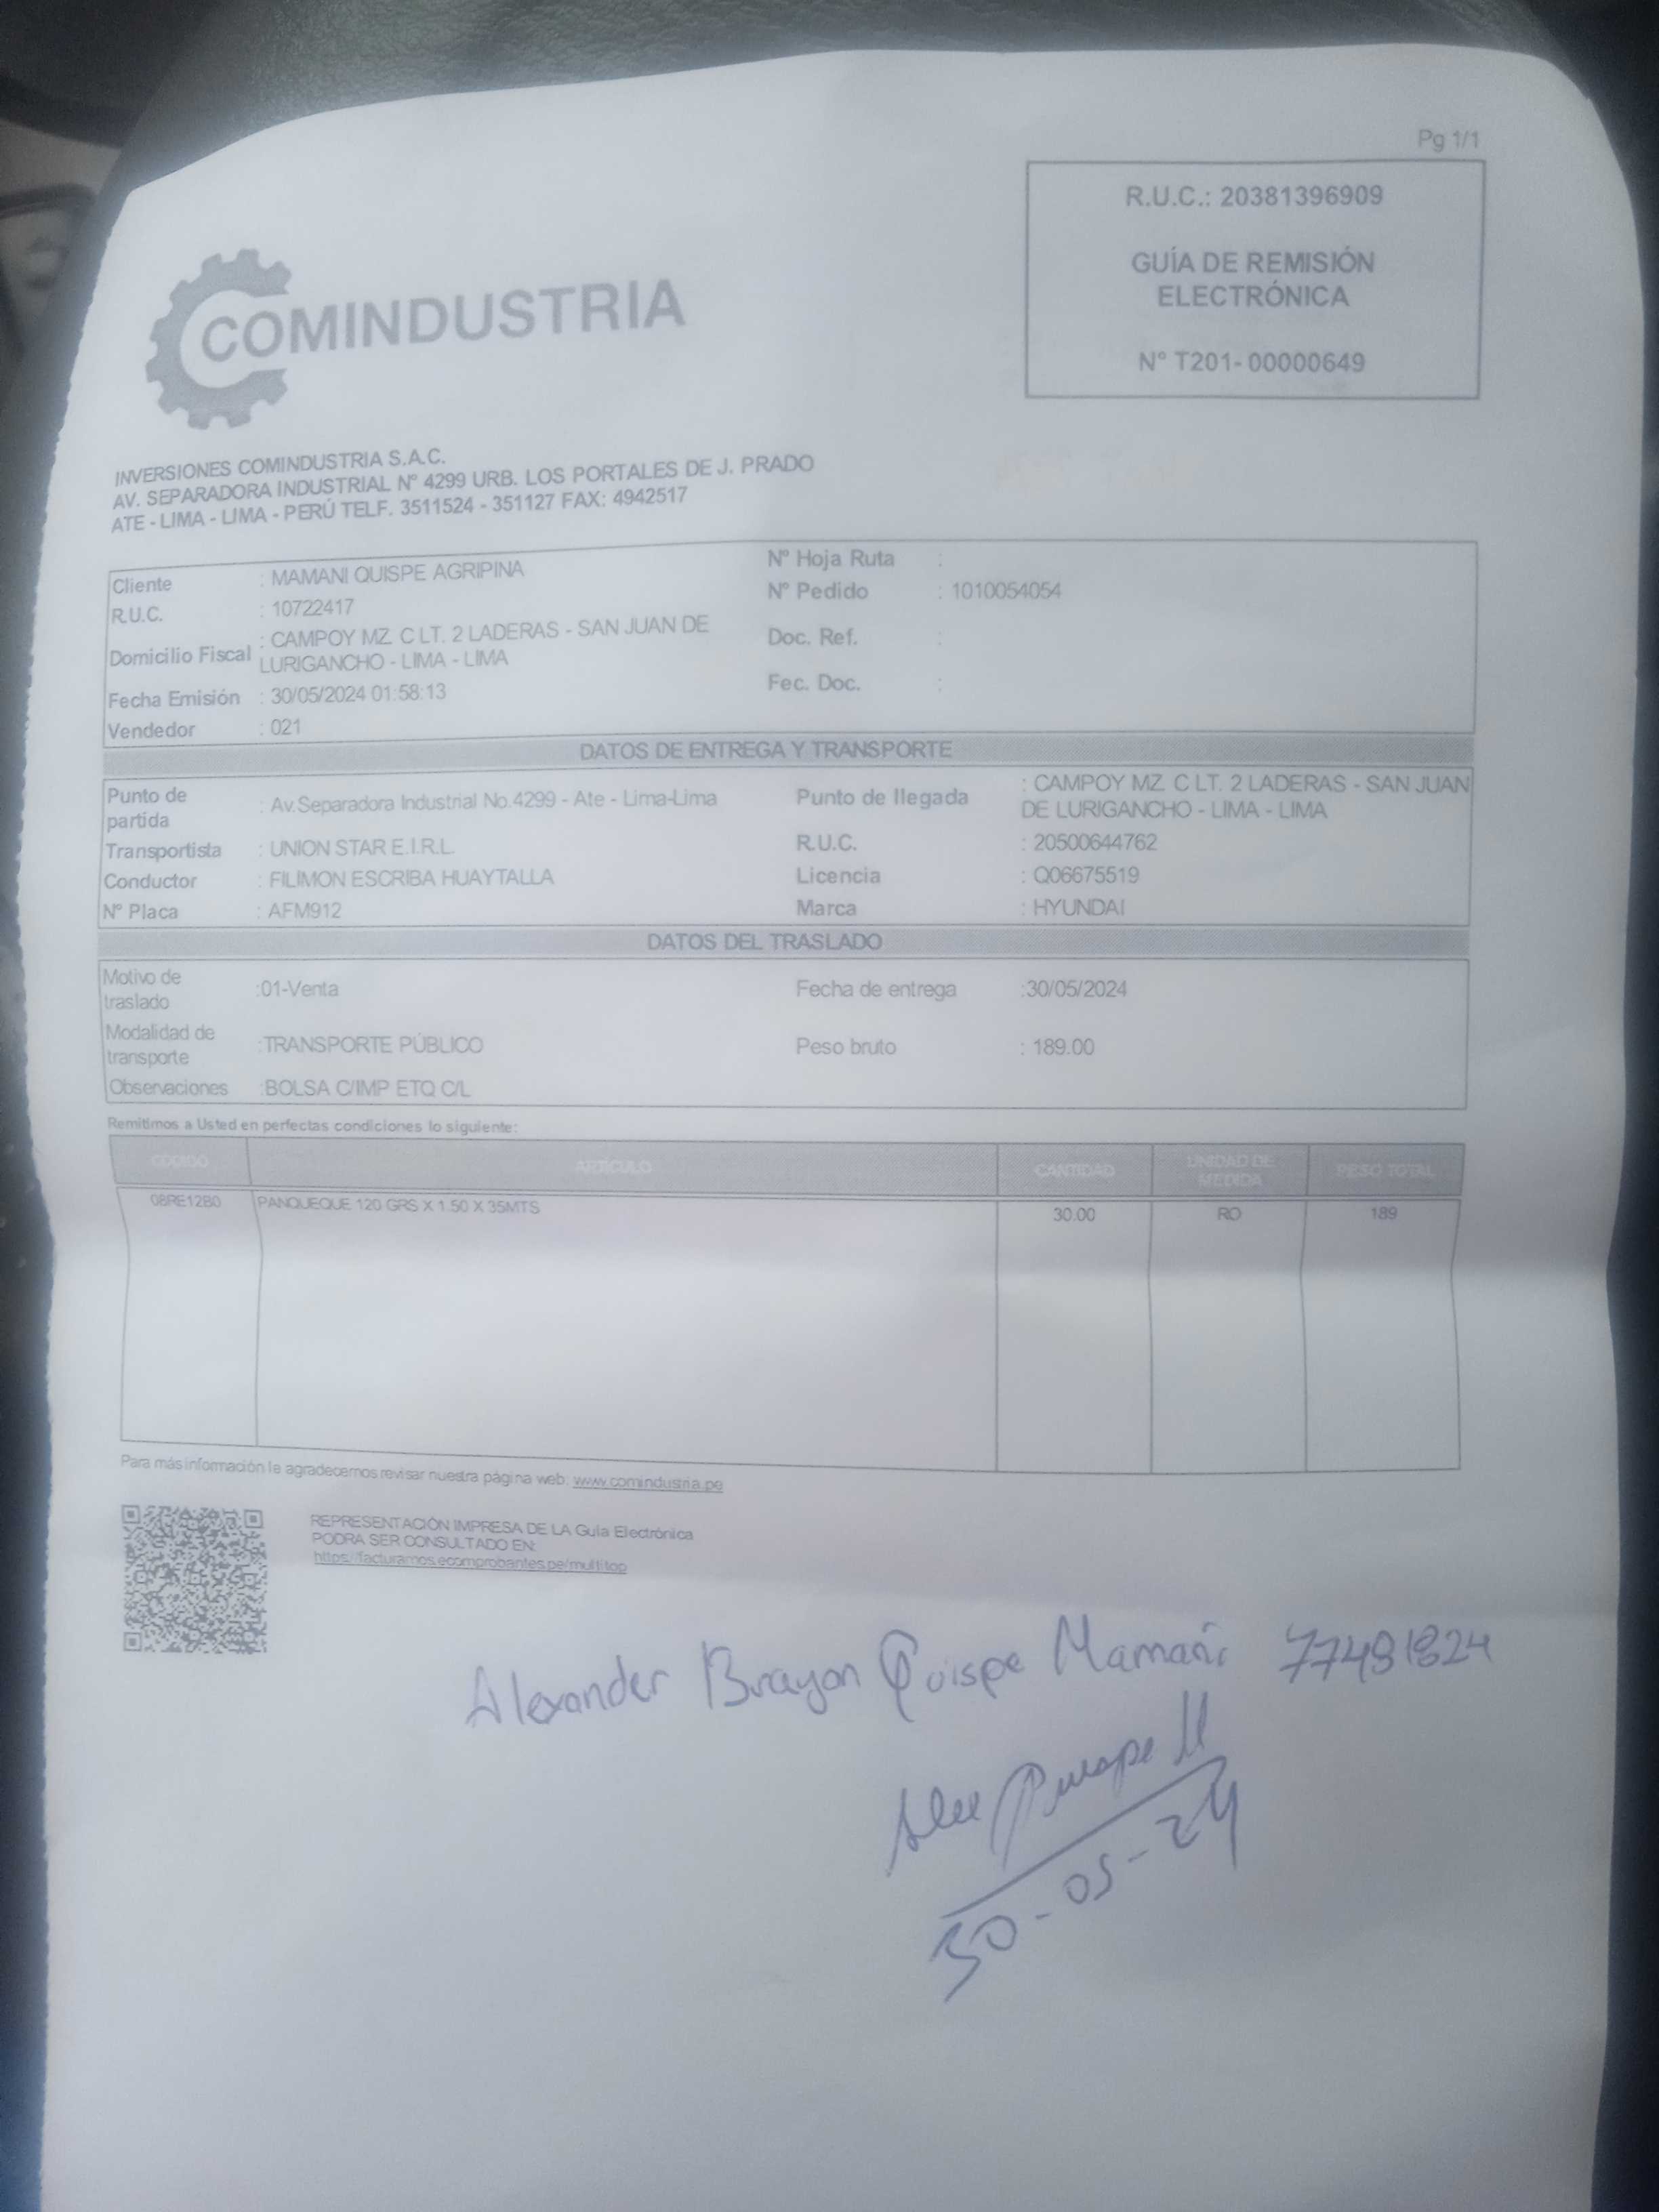 Pg 1/1
R.U.C.: 20381396909
GUÍA DE REMISIÓN
ELECTRÓNICA
N° T201-00000649
COMINDUSTRIA
INVERSIONES COMINDUSTRIA S.A.C.
AV. SEPARADORA INDUSTRIAL N° 4299 URB. LOS PORTALES DE J. PRADO
ATE - LIMA - LIMA - PERÚ TELF. 3511524 - 351127 FAX: 4942517
Cliente : MAMANI QUISPE AGRIPINA
R.U.C. : 10722417
Domicilio Fiscal : CAMPOY MZ. C LT. 2 LADERAS - SAN JUAN DE
LURIGANCHO - LIMA - LIMA
Fecha Emisión : 30/05/2024 01:58:13
Vendedor : 021
N° Hoja Ruta :
N° Pedido : 1010054054
Doc. Ref. :
Fec. Doc. :
DATOS DE ENTREGA Y TRANSPORTE
Punto de
partida : Av.Separadora Industrial No.4299 - Ate - Lima-Lima
Punto de llegada : CAMPOY MZ. C LT. 2 LADERAS - SAN JUAN
DE LURIGANCHO - LIMA - LIMA
Transportista : UNION STAR E.I.R.L. R.U.C. : 20500644762
Conductor : FILIMON ESCRIBA HUAYTALLA Licencia : Q06675519
N° Placa : AFM912 Marca : HYUNDAI
DATOS DEL TRASLADO
Motivo de
traslado :01-Venta Fecha de entrega :30/05/2024
Modalidad de
transporte :TRANSPORTE PÚBLICO Peso bruto : 189.00
Observaciones :BOLSA C/IMP ETQ C/L
Remitimos a Usted en perfectas condiciones lo siguiente:
CÓDIGO ARTÍCULO CANTIDAD UNIDAD DE MEDIDA PESO TOTAL
08RE12B0 PANQUEQUE 120 GRS X 1.50 X 35MTS 30.00 RO 189
Para más información le agradecemos revisar nuestra página web: www.comindustria.pe
REPRESENTACIÓN IMPRESA DE LA Guía Electrónica
PODRA SER CONSULTADO EN:
https://facturamos.ecomprobantes.pe/multitop
Alexander Brayan Quispe Mamani 77481824
30-05-24